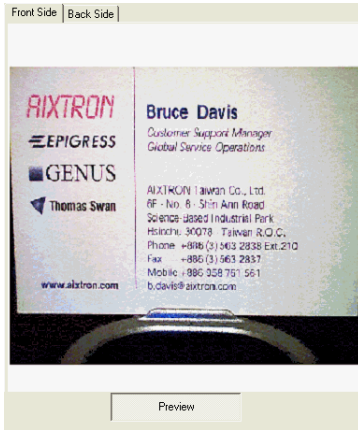 Front Side
Back Side
AIXTRON
EPIGRESS
GENUS
Thomas Swan
www.aixtron.com
Bruce Davis
Customer Support Manager
Global Service Operations
AIXTRON Taiwan Co., Ltd.
6F - No. 8 - Shin Ann Road
Science-Based Industrial Park
Hsinchu 30078 Taiwan R.O.C.
Phone +886 (3) 563 2838 Ext.210
Fax +886 (3) 563 2837
Mobile +886 958 751 561
b.davis@aixtron.com
Preview